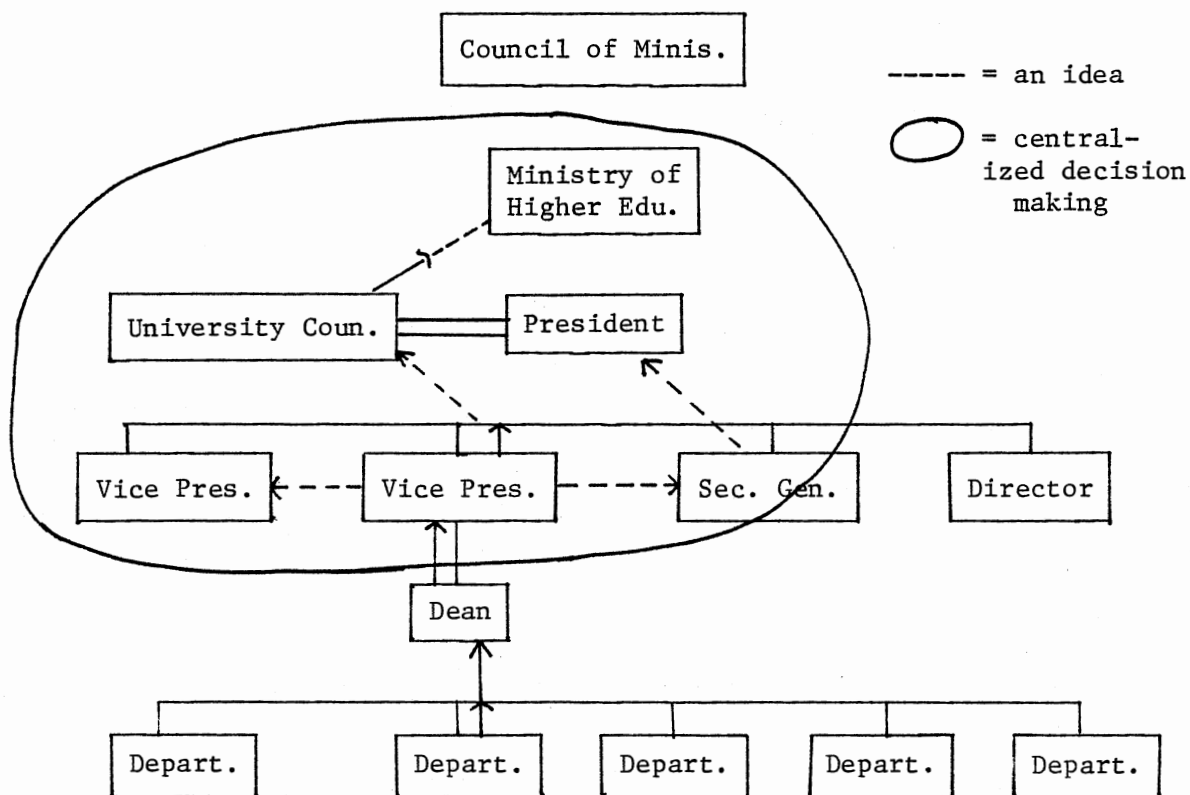 Council of Minis.
----- = an idea
= central-
ized decision
making
Ministry of
Higher Edu.
University Coun.
President
Vice Pres.
Vice Pres.
Sec. Gen.
Director
Dean
Depart.
Depart.
Depart.
Depart.
Depart.